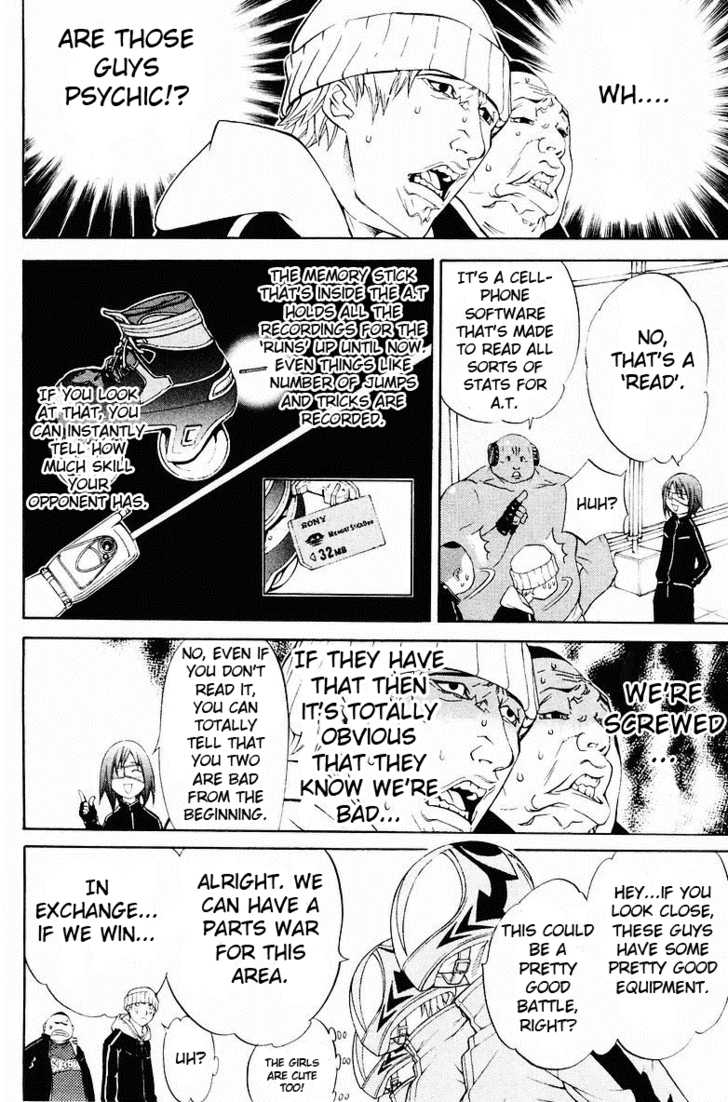 WH....
ARE THOSE
GUYS
PSYCHIC!?
NO,
THAT'S A
'READ'.
IT'S A CELL-
PHONE
SOFTWARE
THAT'S MADE
TO READ ALL
SORTS OF
STATS FOR
A.T.
HUH?
THE MEMORY STICK
THAT'S INSIDE THE A.T
HOLDS ALL THE
RECORDINGS FOR THE
'RUNS' UP UNTIL NOW.
EVEN THINGS LIKE
NUMBER OF JUMPS
AND TRICKS ARE
RECORDED.
IF YOU LOOK
AT THAT, YOU
CAN INSTANTLY
TELL HOW
MUCH SKILL
YOUR
OPPONENT HAS.
RONY
32MB
WE'RE
SCREWED
...
IF THEY HAVE
THAT THEN
IT'S TOTALLY
OBVIOUS
THAT THEY
KNOW WE'RE
BAD...
NO, EVEN IF
YOU DON'T
READ IT,
YOU CAN
TOTALLY
TELL THAT
YOU TWO
ARE BAD
FROM THE
BEGINNING.
HEY...IF YOU
LOOK CLOSE,
THESE GUYS
HAVE SOME
PRETTY GOOD
EQUIPMENT.
THIS COULD
BE A
PRETTY
GOOD
BATTLE,
RIGHT?
THE GIRLS
ARE CUTE
TOO!
ALRIGHT. WE
CAN HAVE A
PARTS WAR
FOR THIS
AREA.
IN
EXCHANGE...
IF WE WIN...
UH?